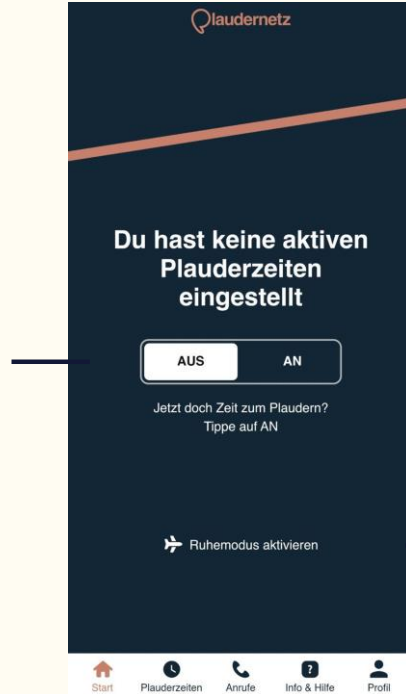 Plaudernetz
Du hast keine aktiven
Plauderzeiten
eingestellt
AUS AN
Jetzt doch Zeit zum Plaudern?
Tippe auf AN
Ruhemodus aktivieren
Start Plauderzeiten Anrufe Info & Hilfe Profil